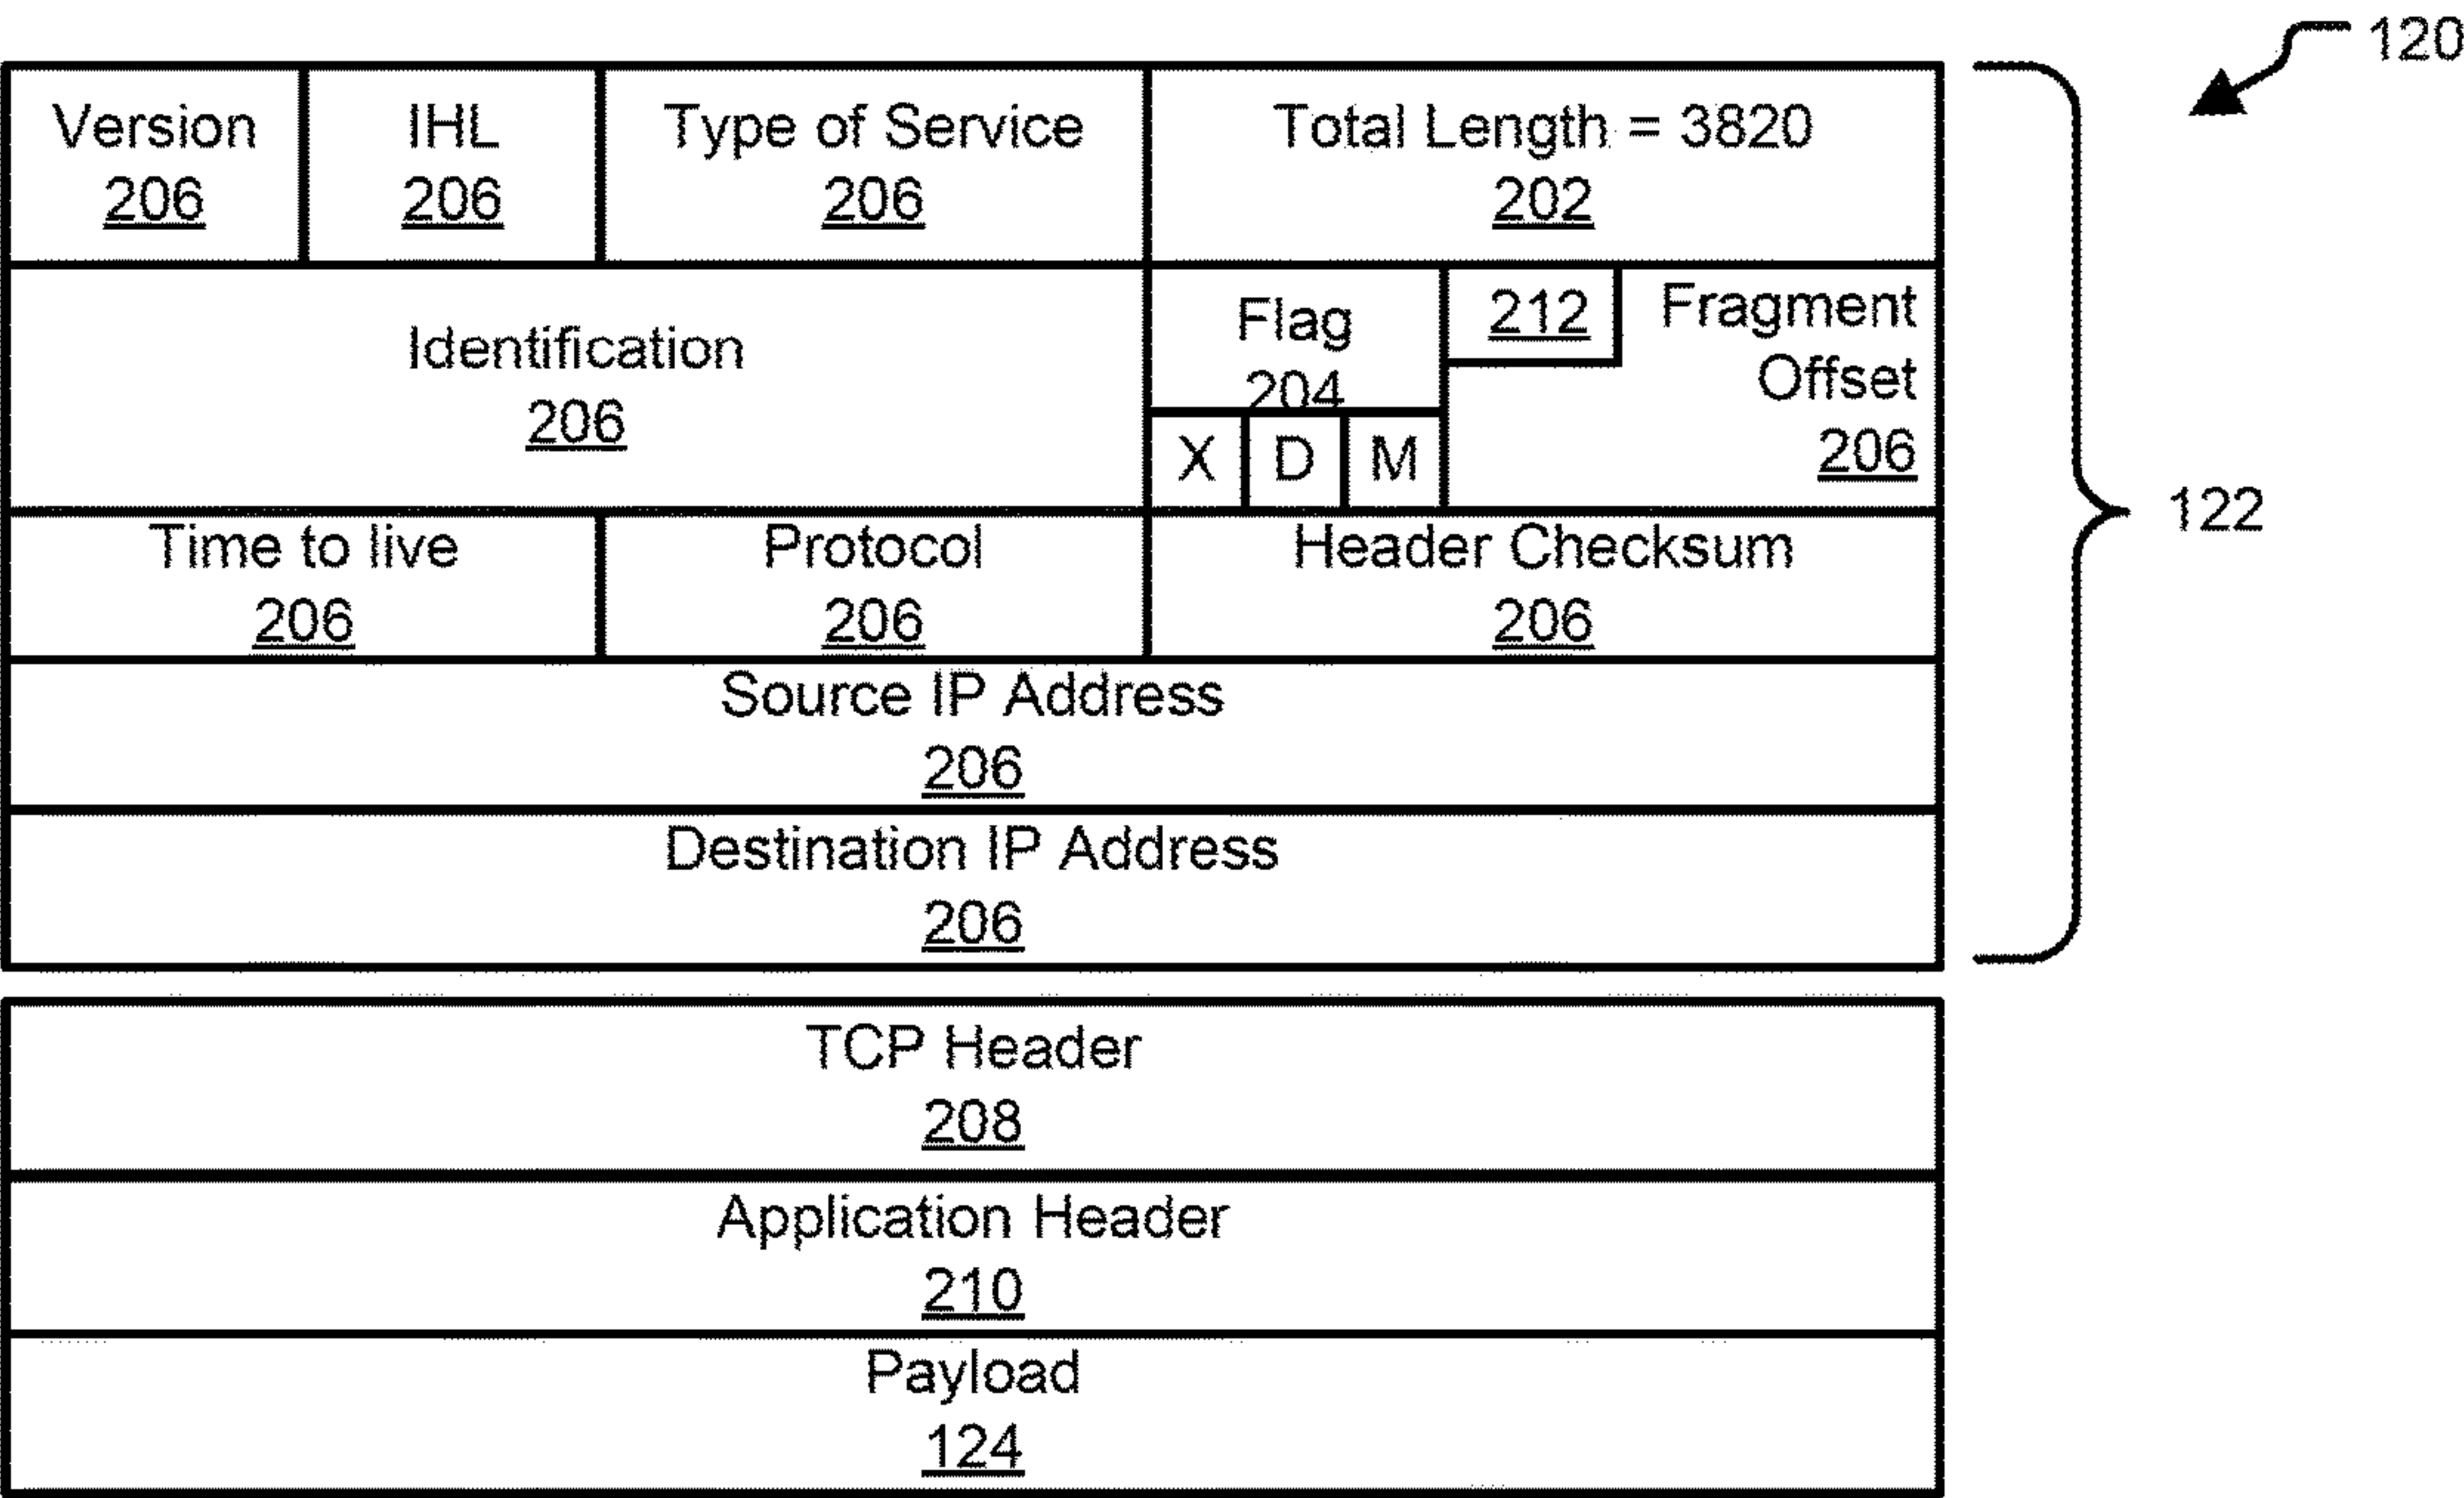 120
Version
206
IHL
206
Type of Service
206
Total Length = 3820
202
Identification
206
Flag
204
X
D
M
212
Fragment
Offset
206
122
Time to live
206
Protocol
206
Header Checksum
206
Source IP Address
206
Destination IP Address
206
TCP Header
208
Application Header
210
Payload
124